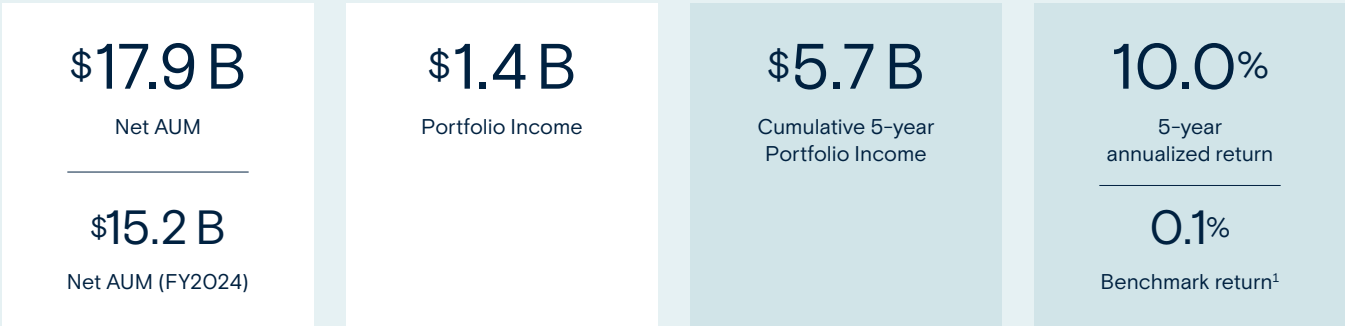 $17.9 B
Net AUM
$15.2 B
Net AUM (FY2024)
$1.4 B
Portfolio Income
$5.7 B
Cumulative 5-year
Portfolio Income
10.0%
5-year
annualized return
0.1%
Benchmark return¹